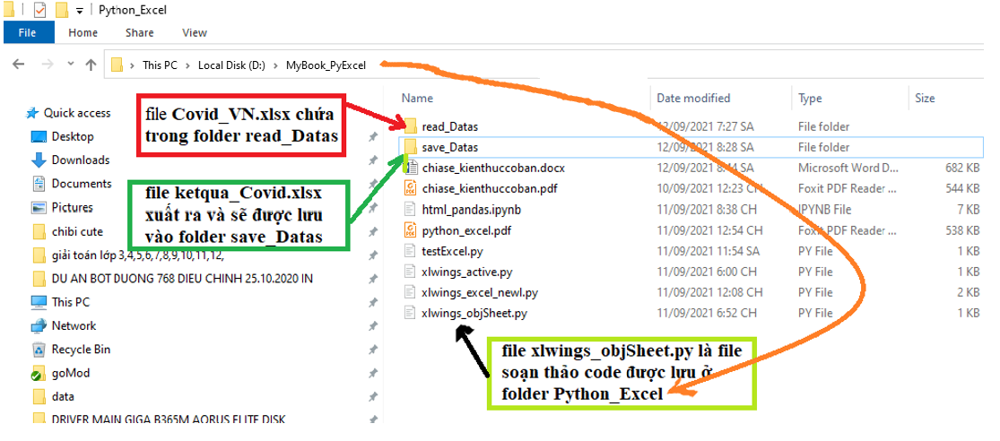 Python_Excel
File Home Share View
This PC Local Disk (D:) MyBook_PyExcel
Name Date modified Type Size
Quick access
Desktop
Downloads
Documents
Pictures
chibi cute
giải toán lớp 3,4,5,6,7,8,9,10,11,12,
DU AN BOT DUONG 768 DIEU CHINH 25.10.2020 IN
This PC
Network
Recycle Bin
goMod
data
DRIVER MAIN GIGA B365M AORUS ELITE DISK
file Covid_VN.xlsx chứa
trong folder read_Datas
file ketqua_Covid.xlsx
xuất ra và sẽ được lưu
vào folder save_Datas
read_Datas 12/09/2021 7:27 SA File folder
save_Datas 12/09/2021 8:28 SA File folder
chiase_kienthuccoban.docx 12/09/2021 SA Microsoft Word D... 682 KB
chiase_kienthuccoban.pdf 10/09/2021 12:23 CH Foxit PDF Reader ... 544 KB
html_pandas.ipynb 11/09/2021 8:38 CH IPYNB File 7 KB
python_excel.pdf 11/09/2021 12:54 CH Foxit PDF Reader ... 538 KB
testExcel.py 11/09/2021 11:54 SA PY File 1 KB
xlwings_active.py 11/09/2021 6:00 CH PY File 1 KB
xlwings_excel_newl.py 11/09/2021 12:08 CH PY File 2 KB
xlwings_objSheet.py 11/09/2021 6:52 CH PY File 1 KB
file xlwings_objSheet.py là file
soạn thảo code được lưu ở
folder Python_Excel